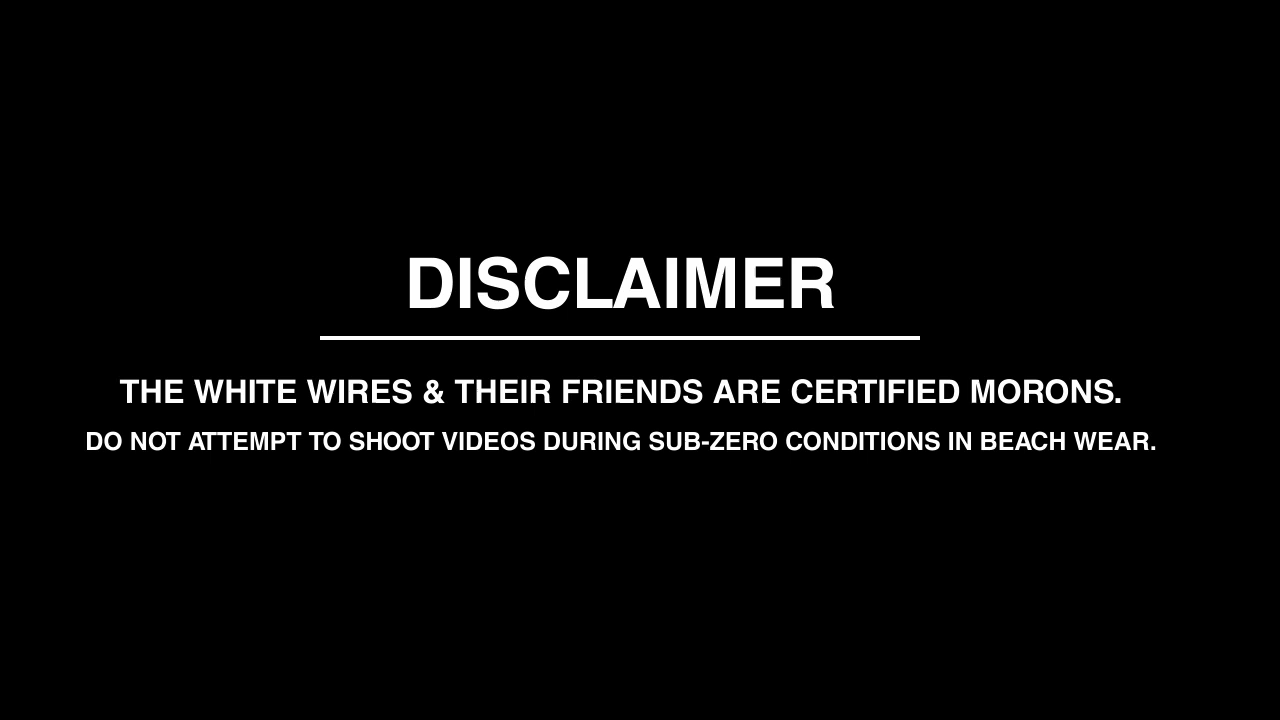 DISCLAIMER
THE WHITE WIRES & THEIR FRIENDS ARE CERTIFIED MORONS.
DO NOT ATTEMPT TO SHOOT VIDEOS DURING SUB-ZERO CONDITIONS IN BEACH WEAR.